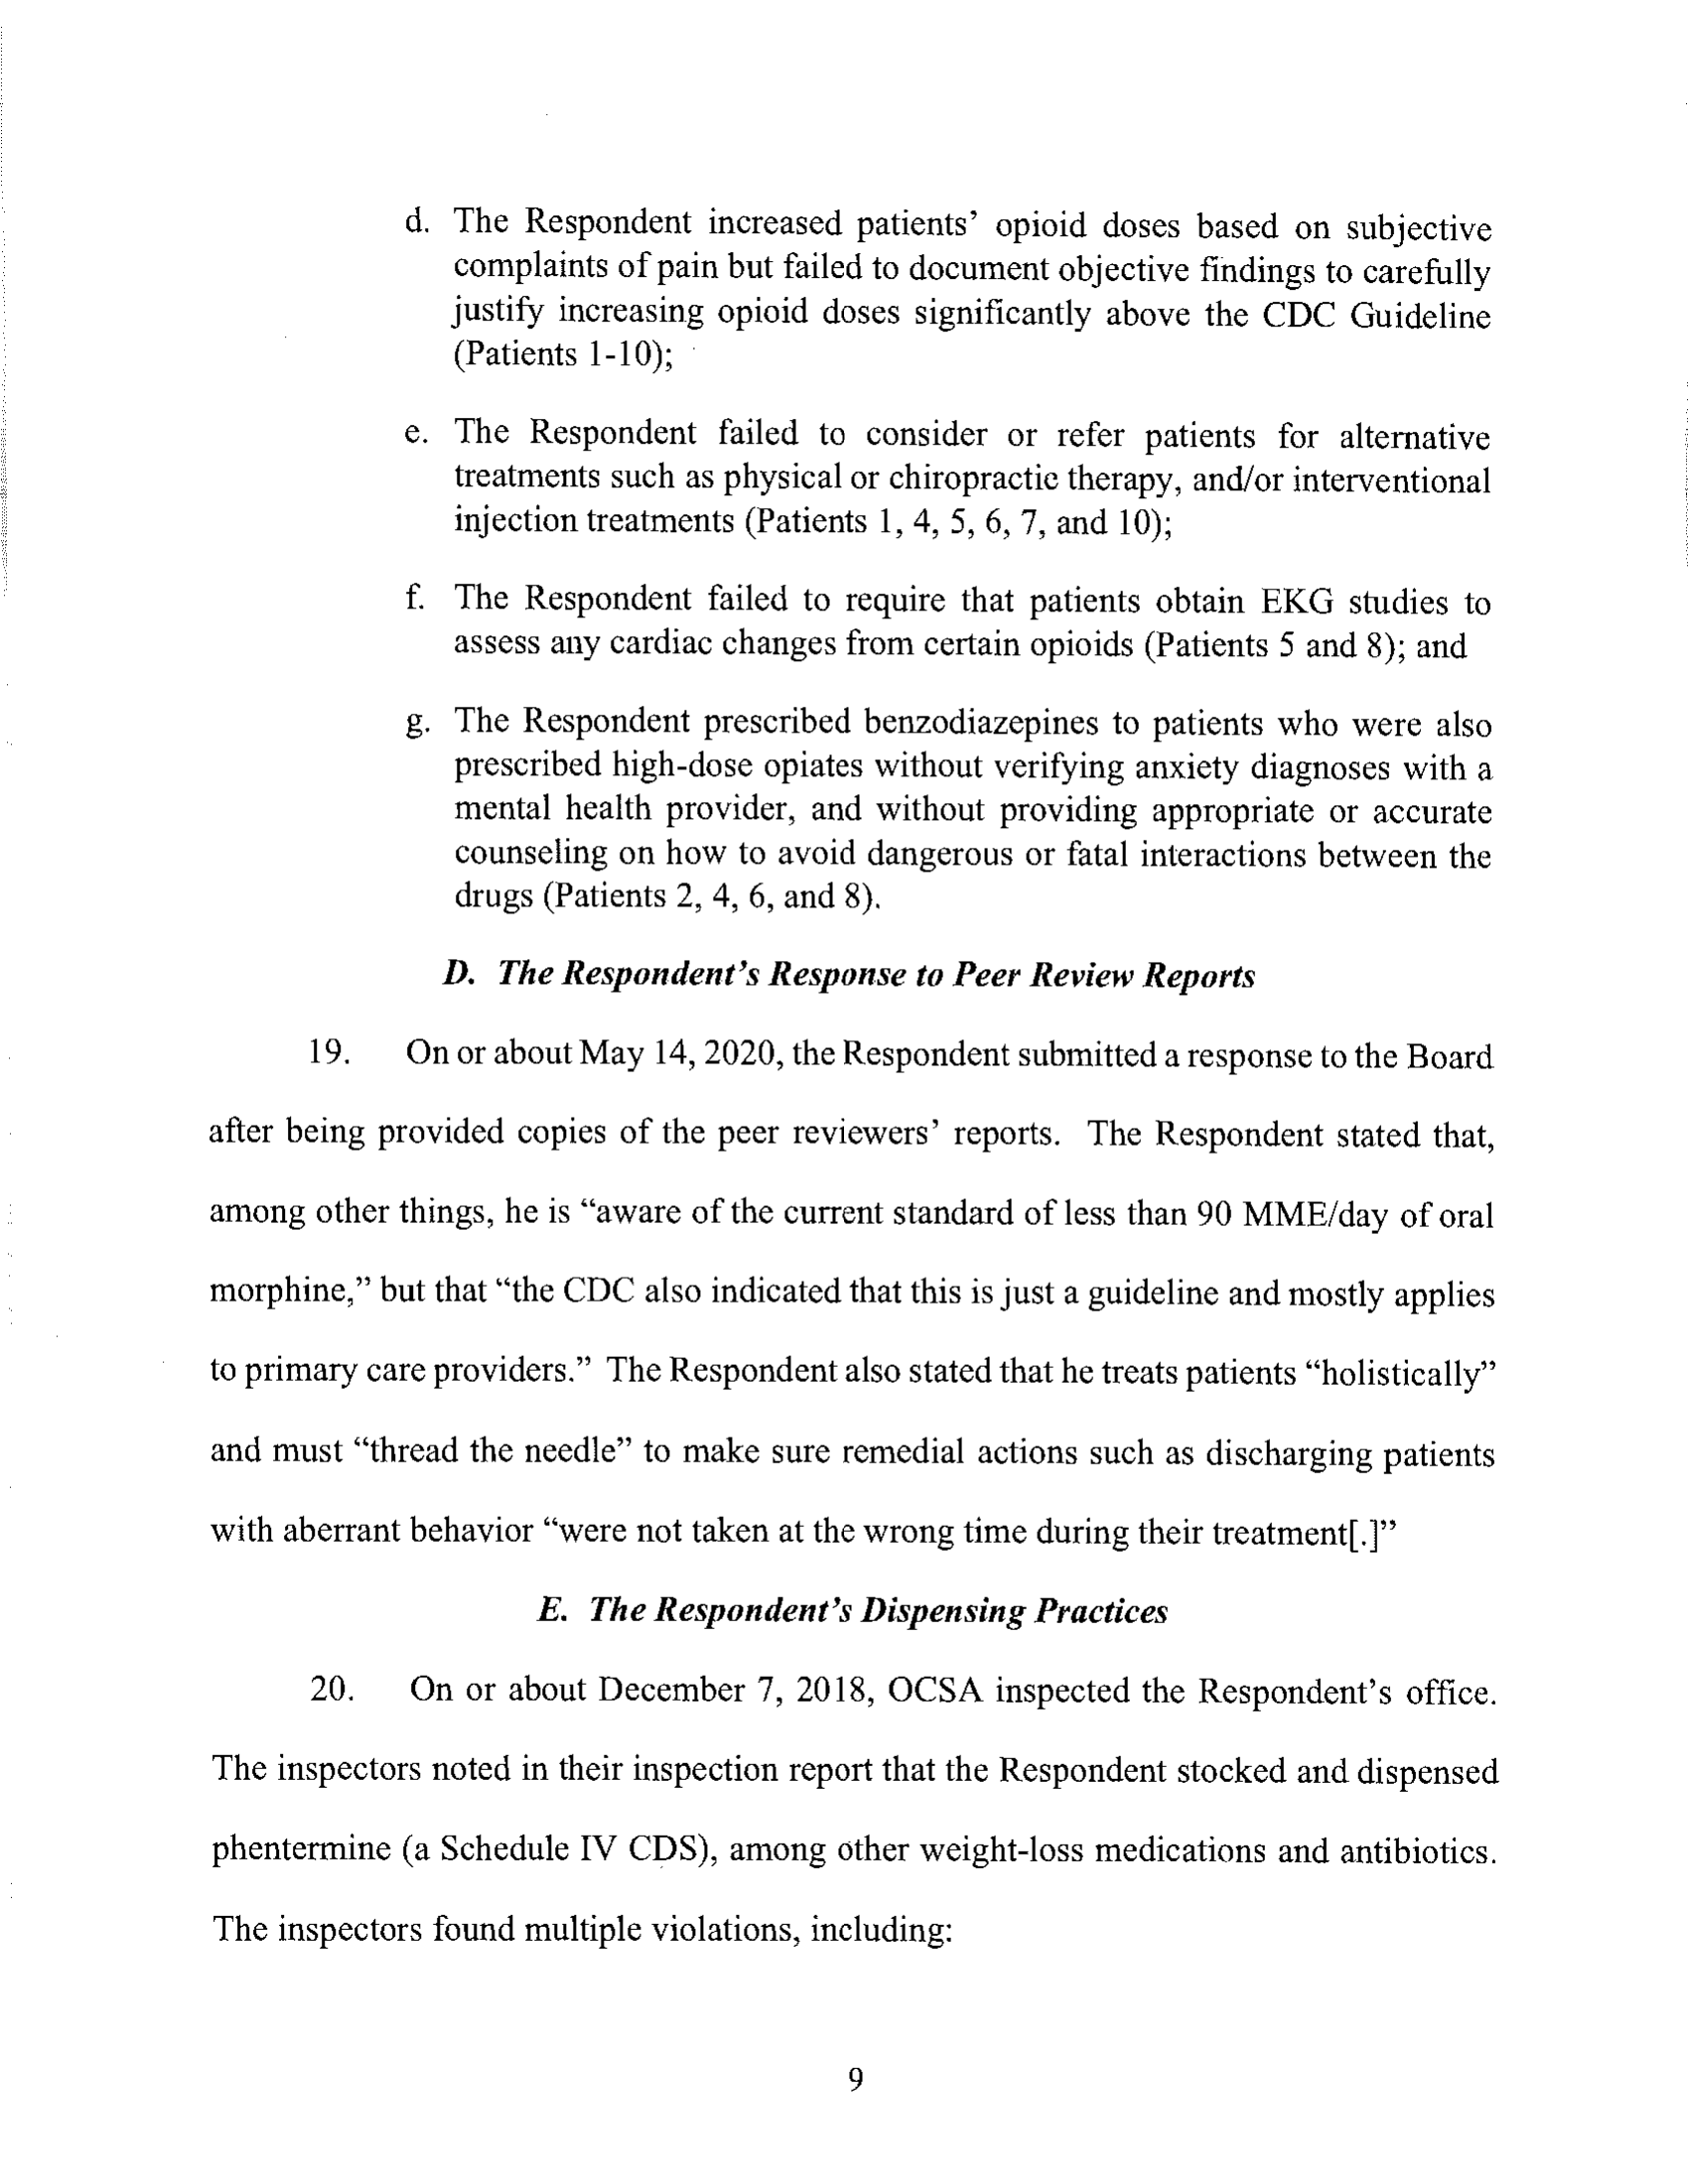 d. The Respondent increased patients' opioid doses based on subjective
complaints of pain but failed to document objective findings to carefully
justify increasing opioid doses significantly above the CDC Guideline
(Patients 1-10);
e. The Respondent failed to consider or refer patients for alternative
treatments such as physical or chiropractic therapy, and/or interventional
injection treatments (Patients 1, 4, 5, 6, 7, and 10);
f. The Respondent failed to require that patients obtain EKG studies to
assess any cardiac changes from certain opioids (Patients 5 and 8); and
g. The Respondent prescribed benzodiazepines to patients who were also
prescribed high-dose opiates without verifying anxiety diagnoses with a
mental health provider, and without providing appropriate or accurate
counseling on how to avoid dangerous or fatal interactions between the
drugs (Patients 2, 4, 6, and 8).
D. The Respondent's Response to Peer Review Reports
19. On or about May 14, 2020, the Respondent submitted a response to the Board
after being provided copies of the peer reviewers' reports. The Respondent stated that,
among other things, he is “aware of the current standard of less than 90 MME/day of oral
morphine,” but that “the CDC also indicated that this is just a guideline and mostly applies
to primary care providers.” The Respondent also stated that he treats patients “holistically”
and must “thread the needle” to make sure remedial actions such as discharging patients
with aberrant behavior “were not taken at the wrong time during their treatment[.]”
E. The Respondent's Dispensing Practices
20. On or about December 7, 2018, OCSA inspected the Respondent's office.
The inspectors noted in their inspection report that the Respondent stocked and dispensed
phentermine (a Schedule IV CDS), among other weight-loss medications and antibiotics.
The inspectors found multiple violations, including:
9